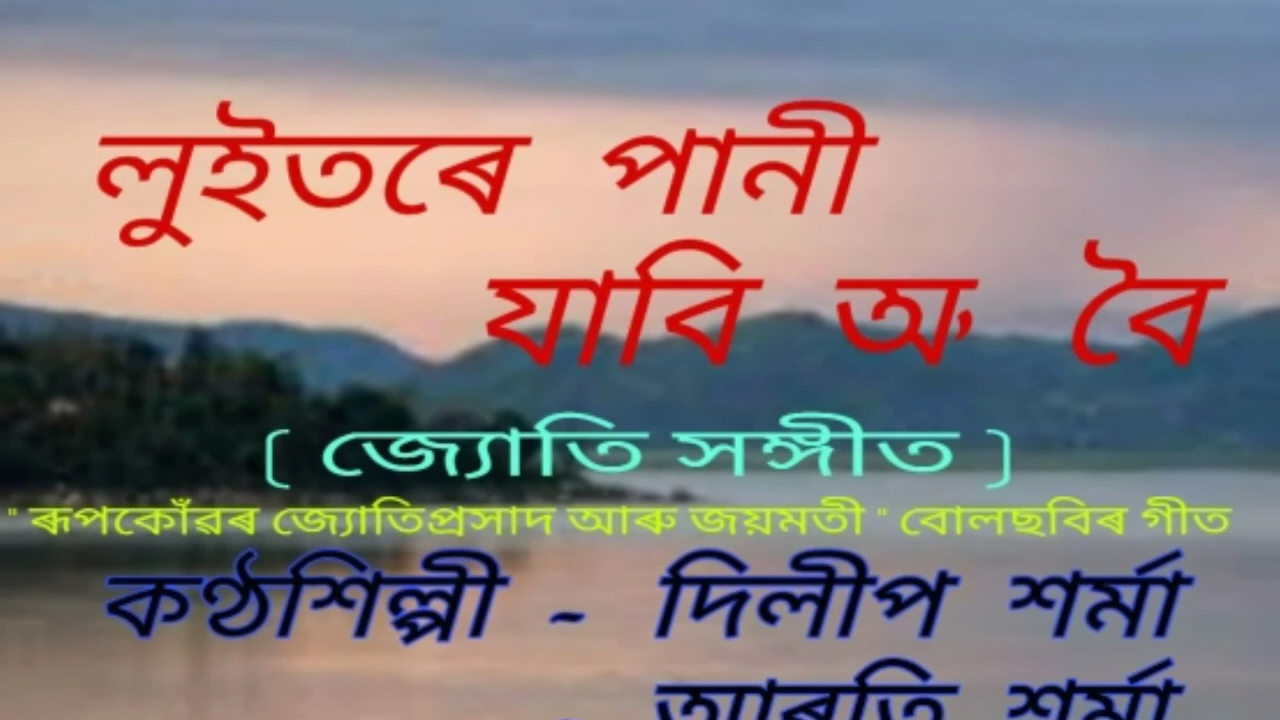 লুইতৰে পানী
যাবি অ' বৈ
( জ্যোতি সঙ্গীত )
" ৰূপকোঁৱৰ জ্যোতিপ্ৰসাদ আৰু জয়মতী " বোলছবিৰ গীত
কণ্ঠশিল্পী - দিলীপ শৰ্মা
- আৰতি শৰ্মা